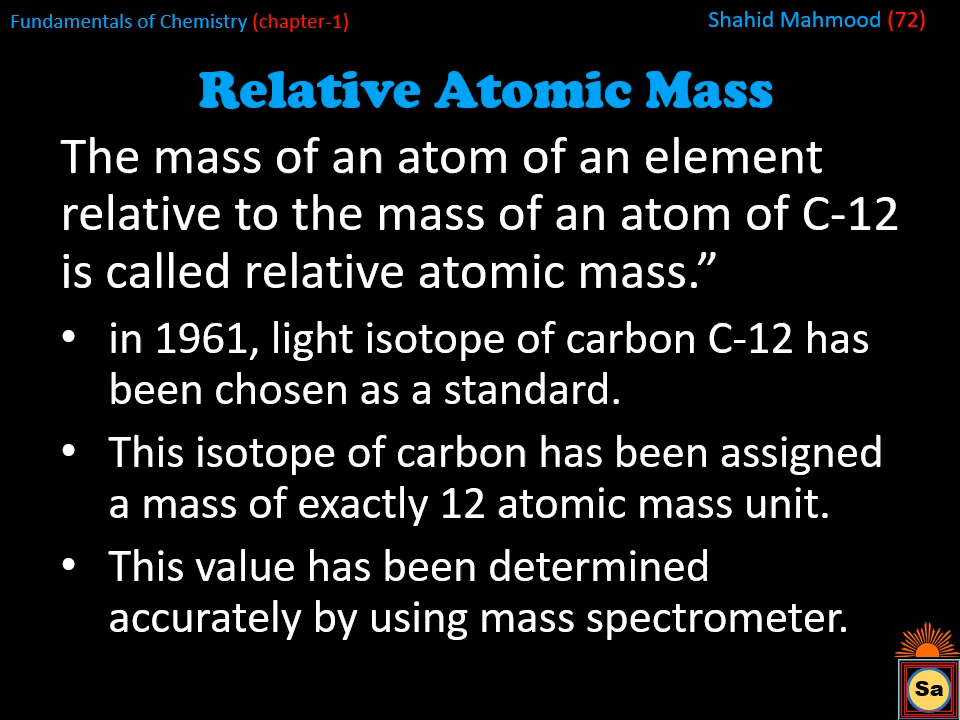 Fundamentals of Chemistry (chapter-1)
Shahid Mahmood (72)
Relative Atomic Mass
The mass of an atom of an element
relative to the mass of an atom of C-12
is called relative atomic mass.”
• in 1961, light isotope of carbon C-12 has
been chosen as a standard.
• This isotope of carbon has been assigned
a mass of exactly 12 atomic mass unit.
• This value has been determined
accurately by using mass spectrometer.
Sa